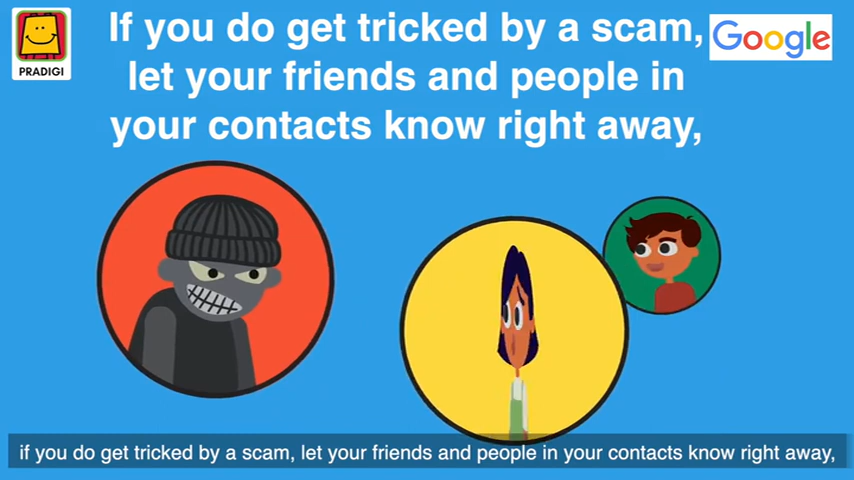 PRADIGI
Google
If you do get tricked by a scam,
let your friends and people in
your contacts know right away,
if you do get tricked by a scam, let your friends and people in your contacts know right away,